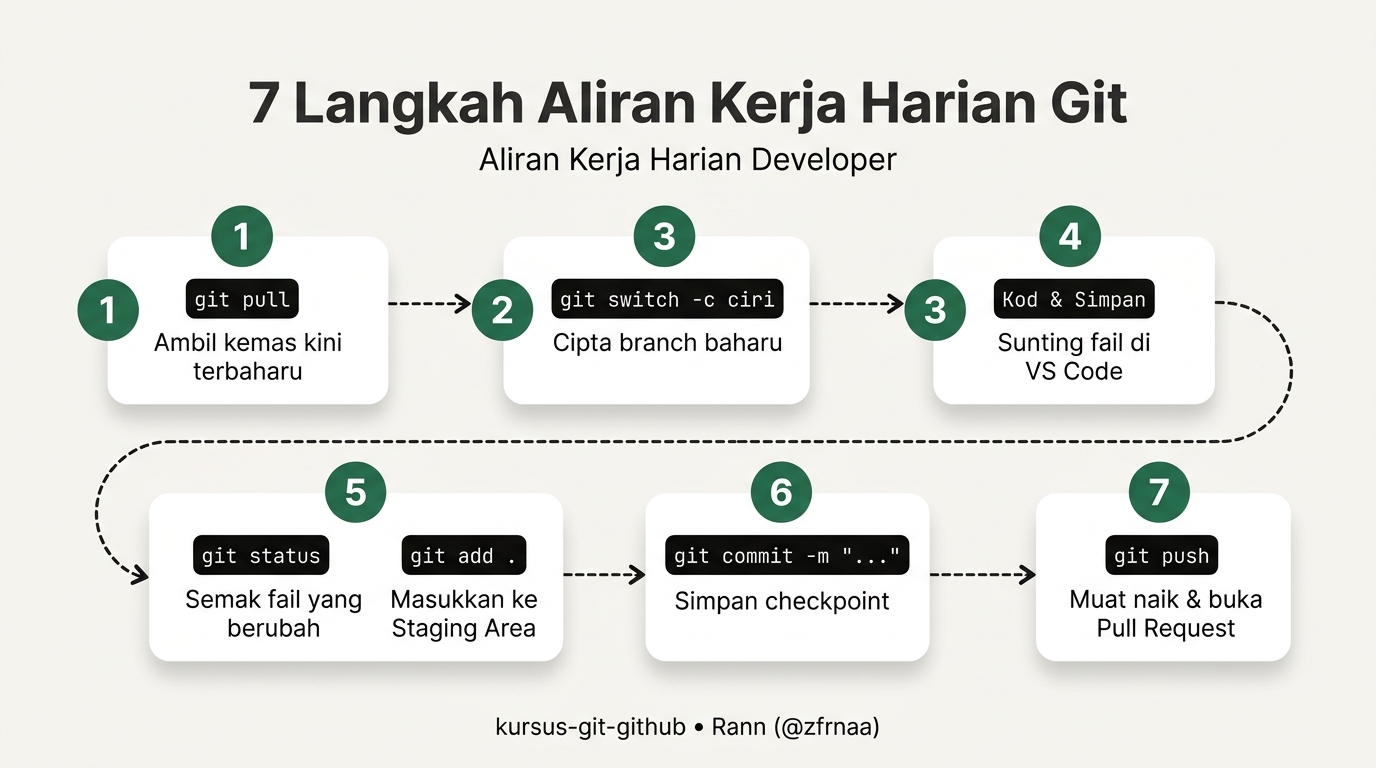 7 Langkah Aliran Kerja Harian Git
Aliran Kerja Harian Developer
1
1
git pull
Ambil kemas kini
terbaharu
3
2
git switch -c ciri
Cipta branch baharu
4
3
Kod & Simpan
Sunting fail di
VS Code
5
git status
Semak fail yang
berubah
git add .
Masukkan ke
Staging Area
6
git commit -m "..."
Simpan checkpoint
7
git push
Muat naik & buka
Pull Request
kursus-git-github • Rann (@zfrnaa)